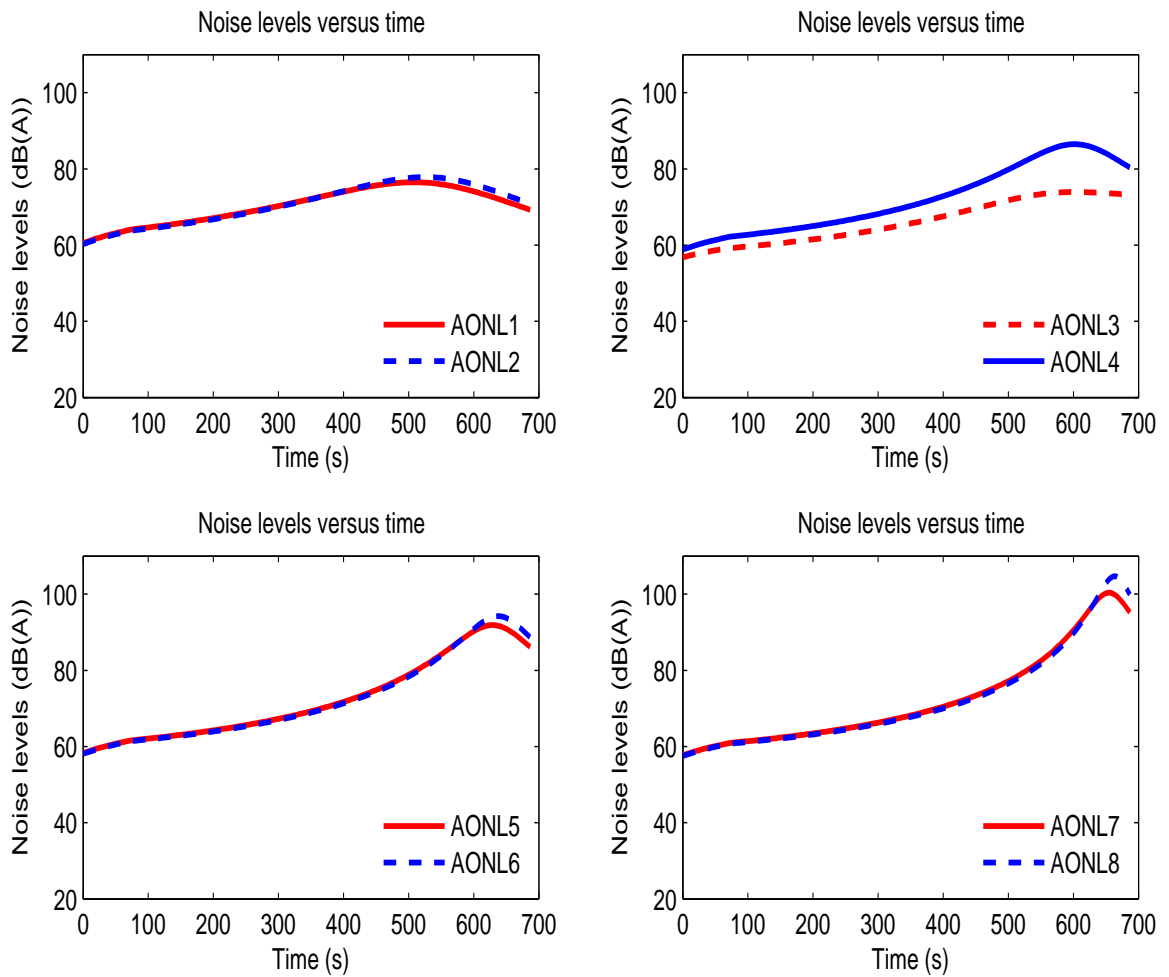 Noise levels versus time
Noise levels (dB(A))
100
80
60
40
20
0 100 200 300 400 500 600 700
Time (s)
AONL1
AONL2
Noise levels versus time
Noise levels (dB(A))
100
80
60
40
20
0 100 200 300 400 500 600 700
Time (s)
AONL3
AONL4
Noise levels versus time
Noise levels (dB(A))
100
80
60
40
20
0 100 200 300 400 500 600 700
Time (s)
AONL5
AONL6
Noise levels versus time
Noise levels (dB(A))
100
80
60
40
20
0 100 200 300 400 500 600 700
Time (s)
AONL7
AONL8